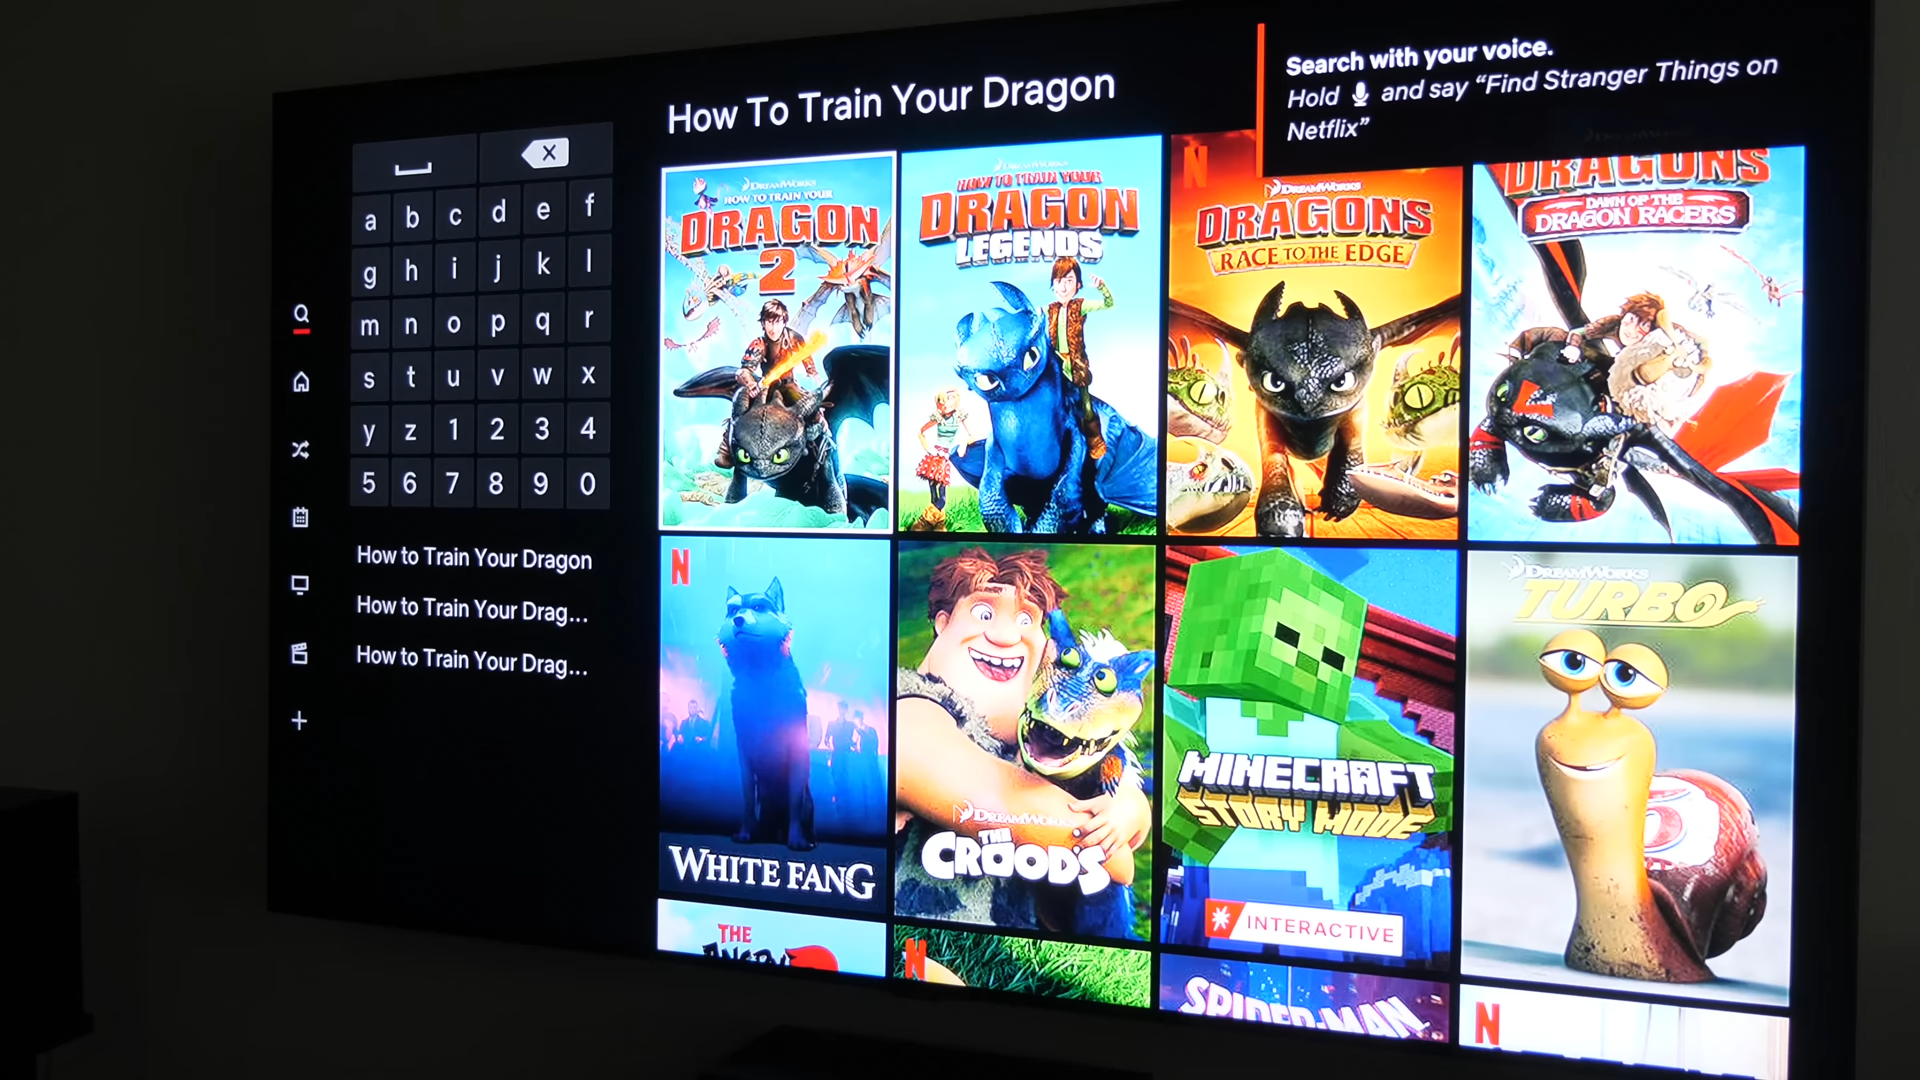 How To Train Your Dragon
Search with your voice.
Hold and say “Find Stranger Things on
Netflix”
a b c d e f
g h i j k l
m n o p q r
s t u v w x
y z 1 2 3 4
5 6 7 8 9 0
How to Train Your Dragon
How to Train Your Drag...
How to Train Your Drag...
DREAMWORKS
HOW TO TRAIN YOUR
DRAGON
2
DREAMWORKS
HOW TO TRAIN YOUR
DRAGON
LEGENDS
N
DREAMWORKS
DRAGONS
RACE TO THE EDGE
DRAGONS
DAWN OF THE
DRAGON RACERS
N
WHITE FANG
DREAMWORKS
THE
CROODS
MINECRAFT
STORY MODE
INTERACTIVE
DREAMWORKS
TURBO
THE
ANGRY
N
SPIDER-MAN
N